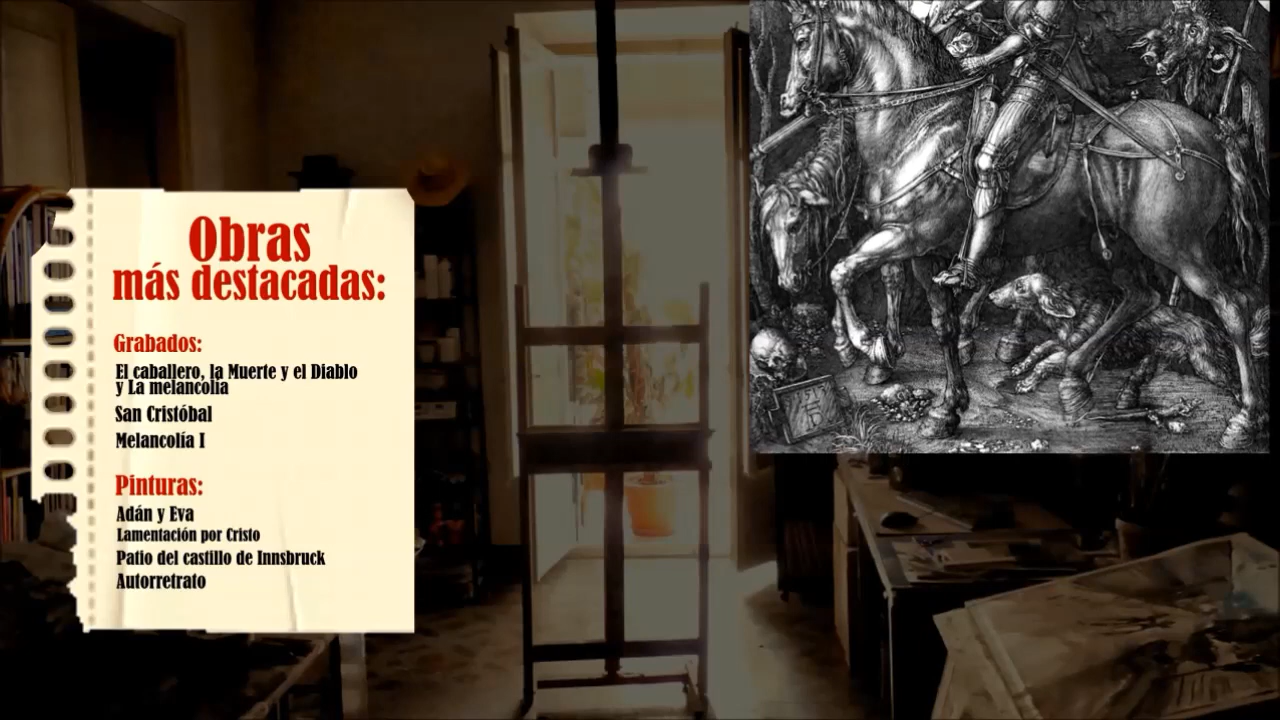 Obras
más destacadas:
Grabados:
El caballero, la Muerte y el Diablo
y La melancolia
San Cristóbal
Melancolía I
Pinturas:
Adán y Eva
Lamentación por Cristo
Patio del castillo de Innsbruck
Autorretrato